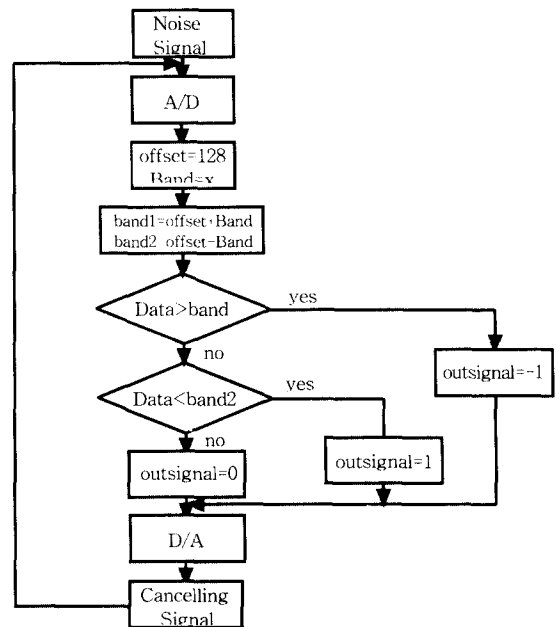 Noise
Signal
A/D
offset=128
Band=x
band1=offset+Band
band2 offset-Band
Data>band
yes
no
outsignal=-1
Data<band2
yes
no
outsignal=1
outsignal=0
D/A
Cancelling
Signal